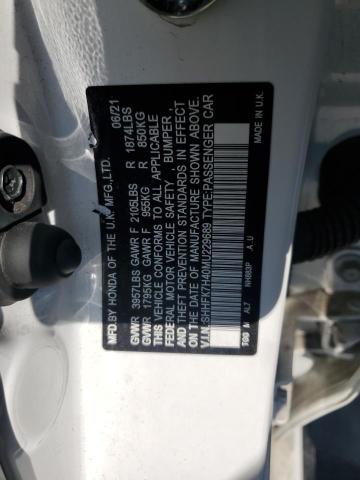 MFD.BY HONDA OF THE U.K.MFG.,LTD. 06/21
GVWR 3957LBS GAWR F 2105LBS R 1874LBS
GVWR 1795KG GAWR F 955KG R 850KG
THIS VEHICLE CONFORMS TO ALL APPLICABLE
FEDERAL MOTOR VEHICLE SAFETY, BUMPER,
AND THEFT PREVENTION STANDARDS IN EFFECT
ON THE DATE OF MANUFACTURE SHOWN ABOVE.
V.I.N.:SHHFK7H40MU229689 TYPE:PASSENGER CAR
NH883P A.U MADE IN U.K.